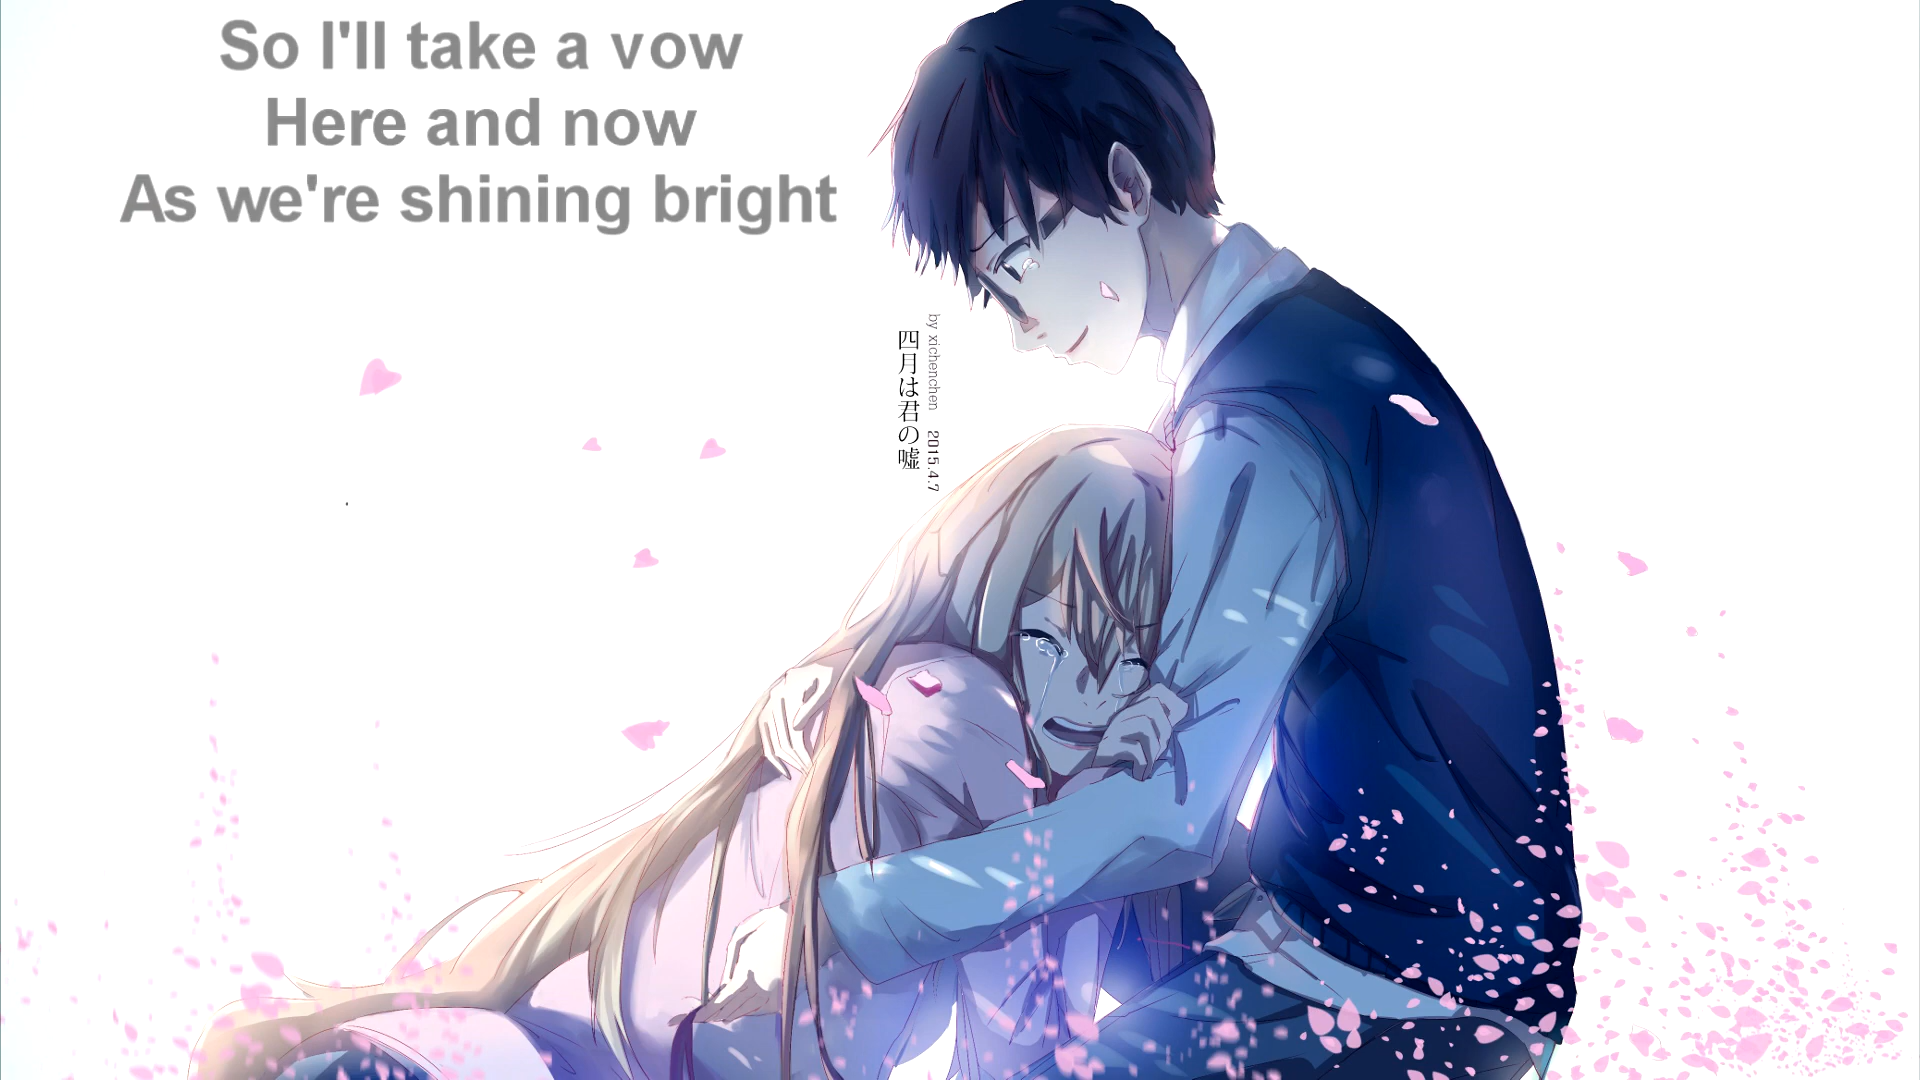 So I'll take a vow
Here and now
As we're shining bright
by xichenchen 2015.4.7
四月は君の嘘